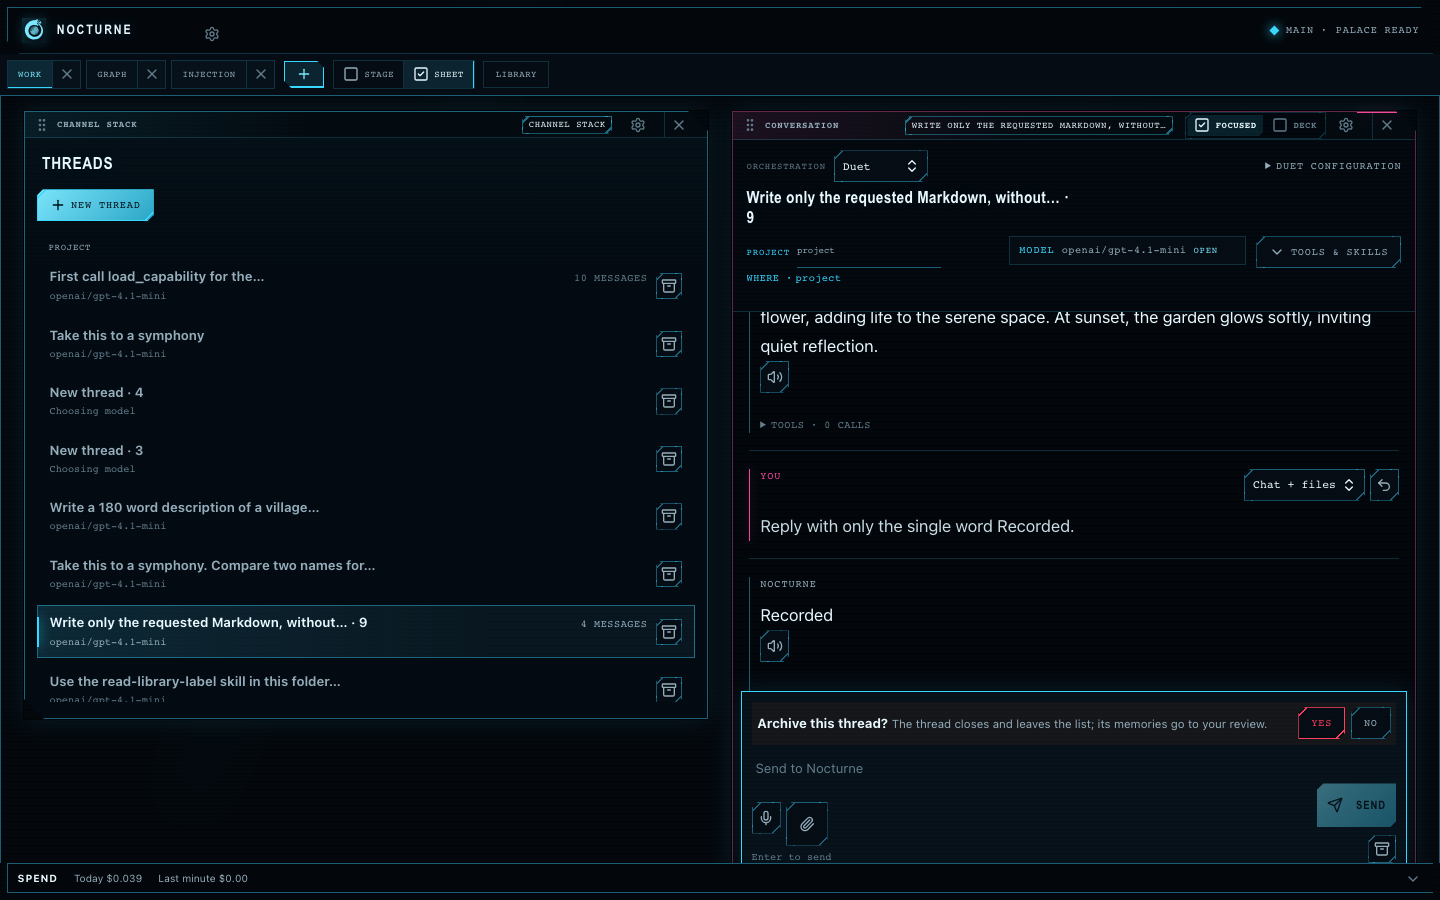 NOCTURNE
MAIN · PALACE READY
WORK
GRAPH
INJECTION
STAGE
SHEET
LIBRARY
CHANNEL STACK
CHANNEL STACK
THREADS
NEW THREAD
PROJECT
First call load_capability for the...
openai/gpt-4.1-mini
10 MESSAGES
Take this to a symphony
openai/gpt-4.1-mini
New thread · 4
Choosing model
New thread · 3
Choosing model
Write a 180 word description of a village...
openai/gpt-4.1-mini
Take this to a symphony. Compare two names for...
openai/gpt-4.1-mini
Write only the requested Markdown, without... · 9
openai/gpt-4.1-mini
4 MESSAGES
Use the read-library-label skill in this folder...
openai/gpt-4.1-mini
CONVERSATION
WRITE ONLY THE REQUESTED MARKDOWN, WITHOUT…
FOCUSED
DECK
ORCHESTRATION
Duet
DUET CONFIGURATION
Write only the requested Markdown, without... ·
9
PROJECT project
MODEL openai/gpt-4.1-mini OPEN
TOOLS & SKILLS
WHERE · project
flower, adding life to the serene space. At sunset, the garden glows softly, inviting
quiet reflection.
TOOLS · 0 CALLS
YOU
Chat + files
Reply with only the single word Recorded.
NOCTURNE
Recorded
Archive this thread? The thread closes and leaves the list; its memories go to your review.
YES
NO
Send to Nocturne
SEND
Enter to send
SPEND Today $0.039 Last minute $0.00